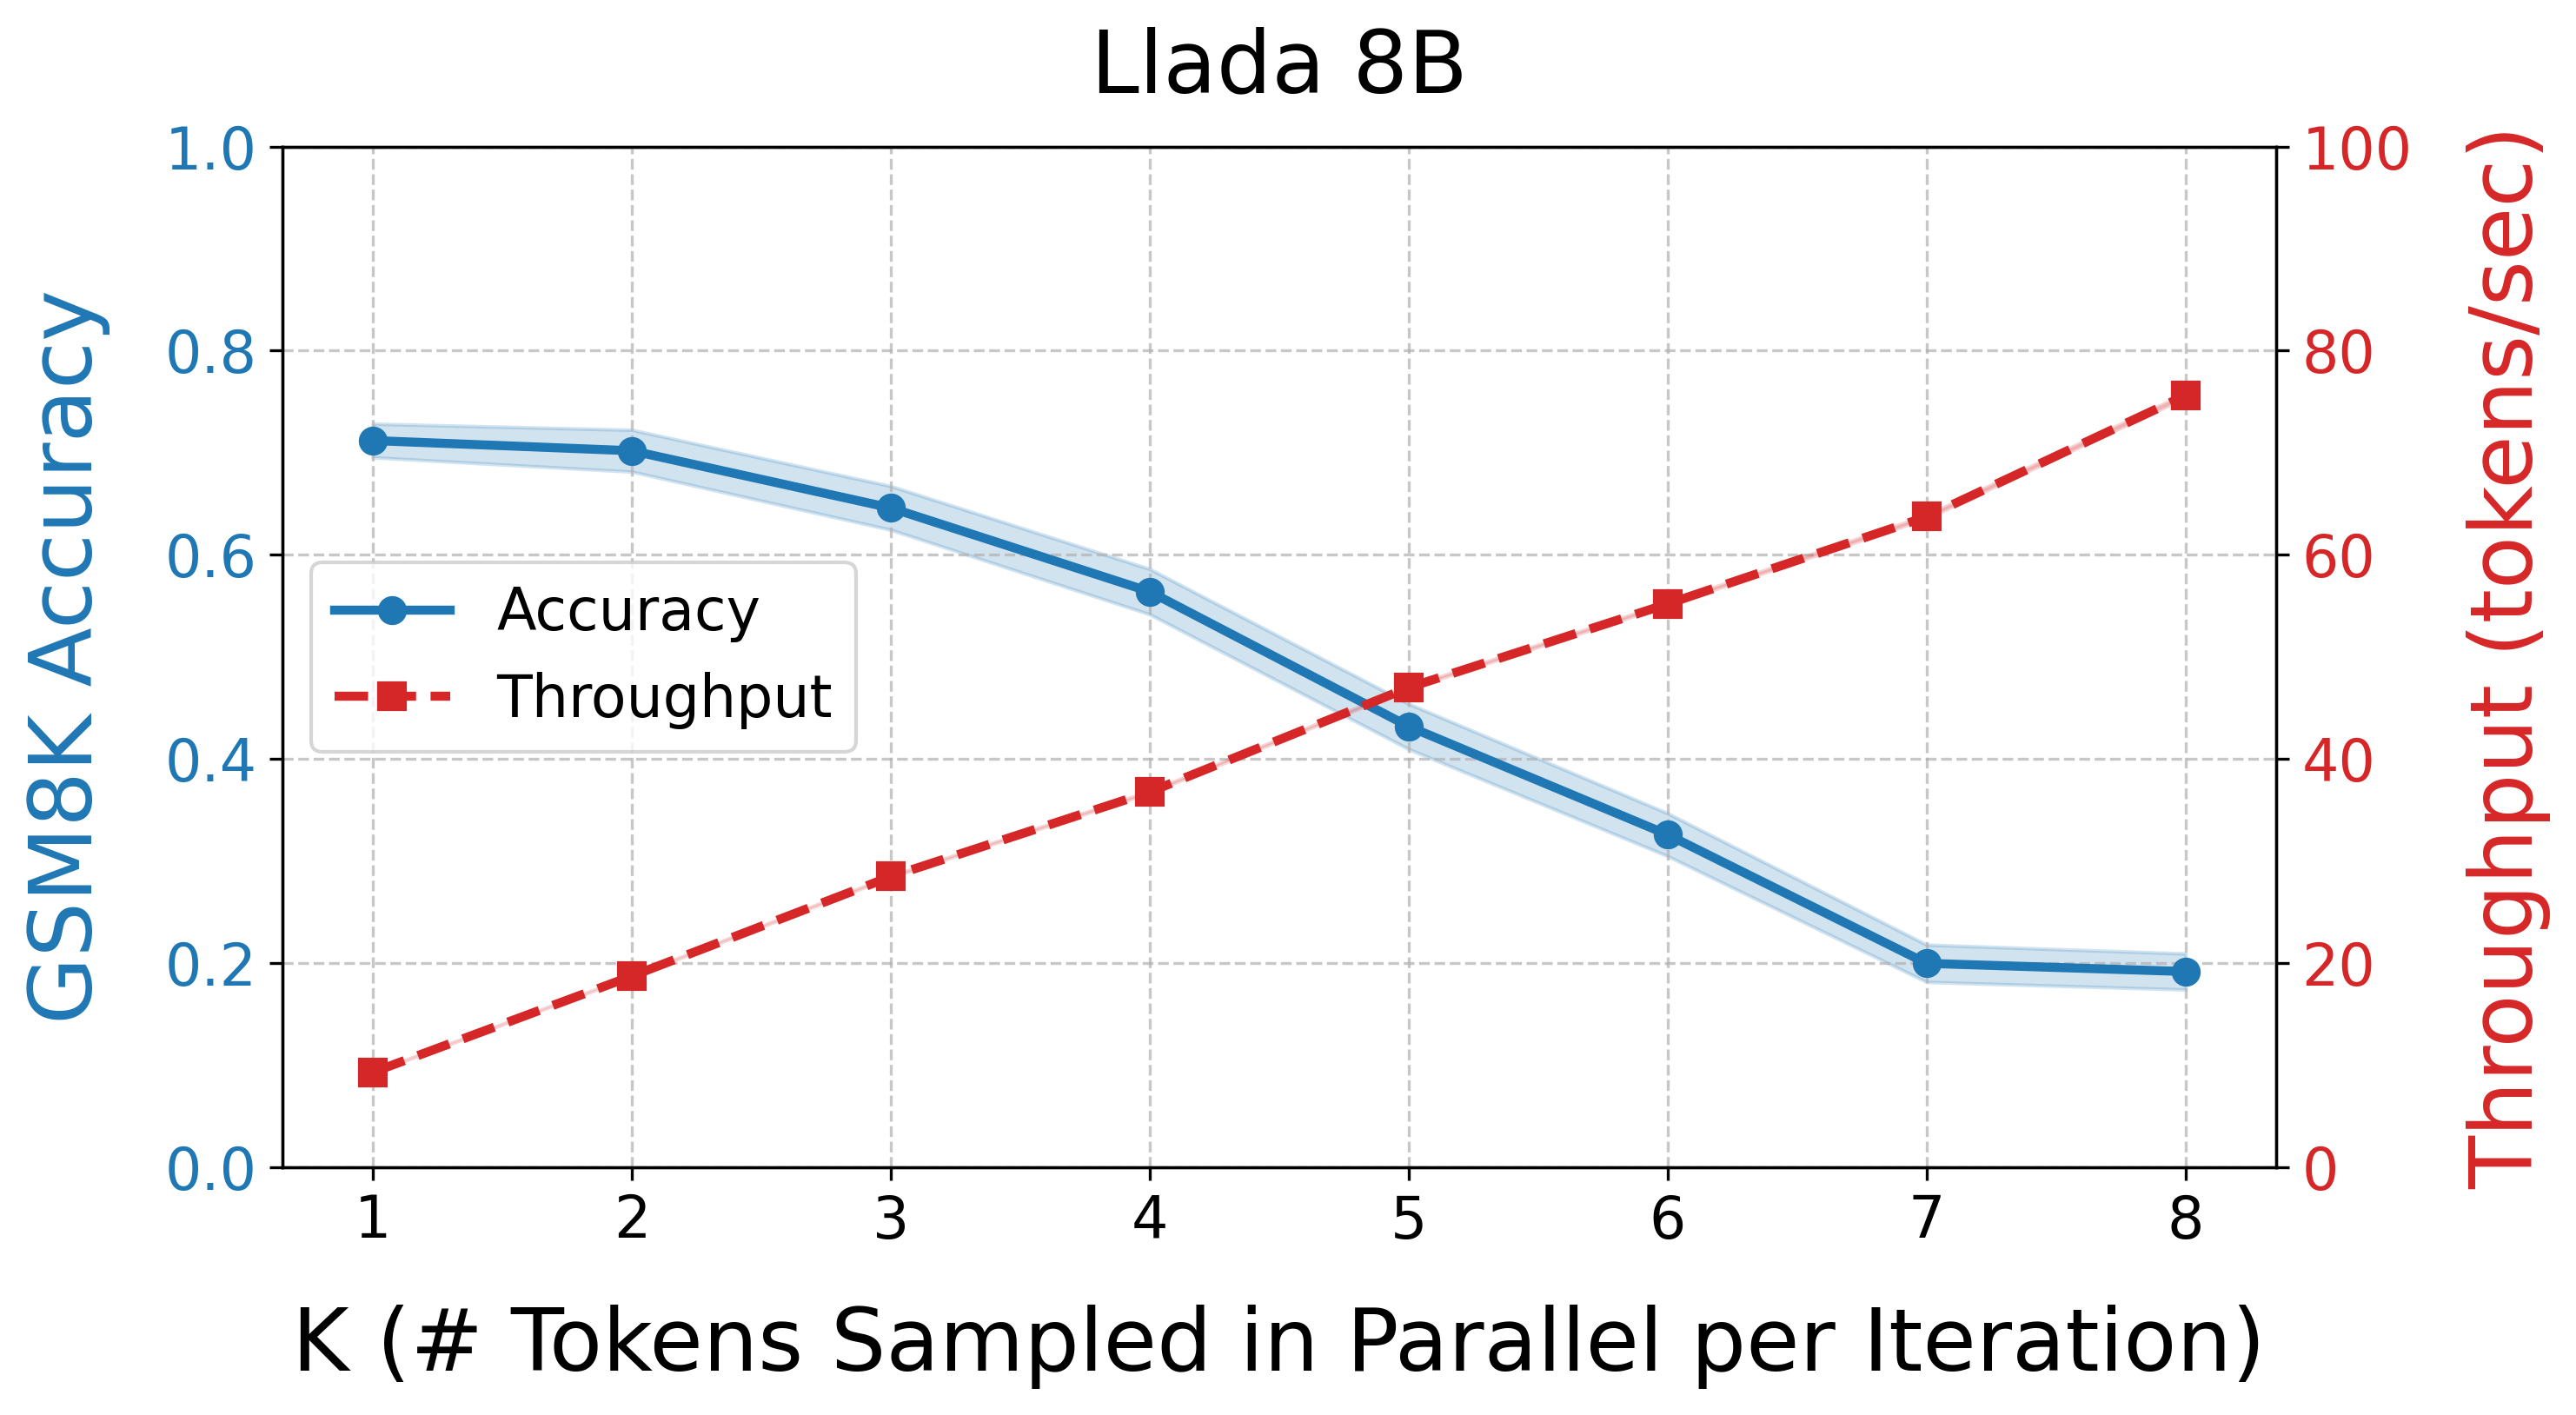 Llada 8B
GSM8K Accuracy
1.0
0.8
0.6
0.4
0.2
0.0
Accuracy
Throughput
100
80
60
40
20
0
Throughput (tokens/sec)
1 2 3 4 5 6 7 8
K (# Tokens Sampled in Parallel per Iteration)